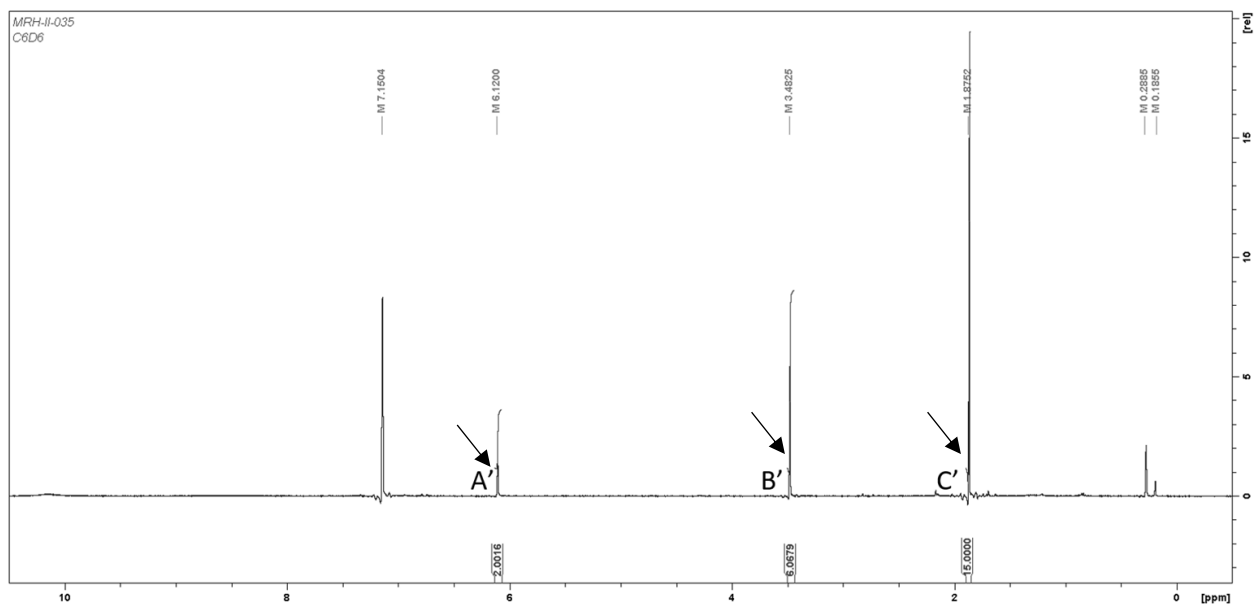 MRH-II-035
C6D6
M 7.1504
M 6.1200
M 3.4825
M 1.8752
M 0.2885
M 0.1855
[rel]
15
10
5
0
A’
B’
C’
2.0016
6.0679
15.0000
10
8
6
4
2
0
[ppm]